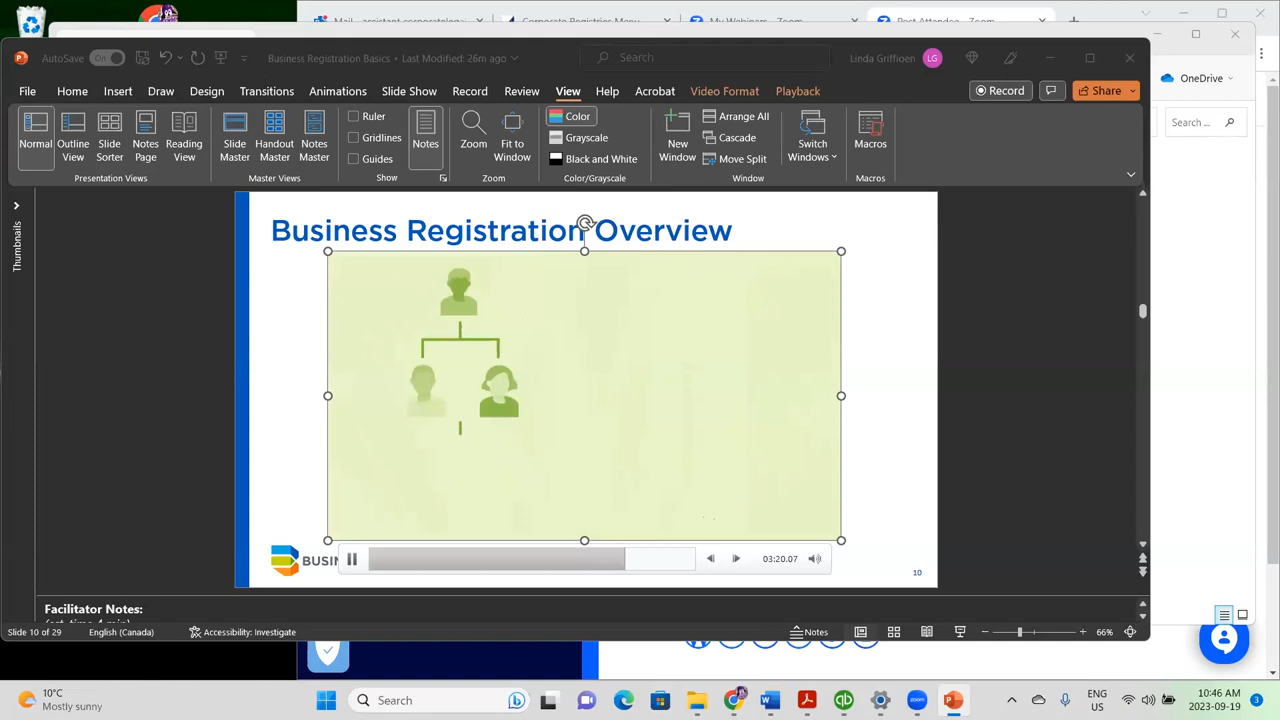 Corporate Registries Menu
My Webinars - Zoom
Post Attendee - Zoom
AutoSave On
Business Registration Basics • Last Modified: 26m ago
Search
Linda Griffioen
LG
OneDrive
File Home Insert Draw Design Transitions Animations Slide Show Record Review View Help Acrobat Video Format Playback
Record
Share
Normal
Outline View
Slide Sorter
Notes Page
Reading View
Presentation Views
Slide Master
Handout Master
Notes Master
Master Views
Ruler
Gridlines
Guides
Show
Notes
Zoom
Fit to Window
Zoom
Color
Grayscale
Black and White
Color/Grayscale
New Window
Arrange All
Cascade
Move Split
Window
Switch Windows
Macros
Macros
Search ...
Thumbnails
Business Registration Overview
BUSIN
03:20.07
10
Facilitator Notes:
Slide 10 of 29
English (Canada)
Accessibility: Investigate
Notes
66%
10°C
Mostly sunny
Search
ENG
US
10:46 AM
2023-09-19
3